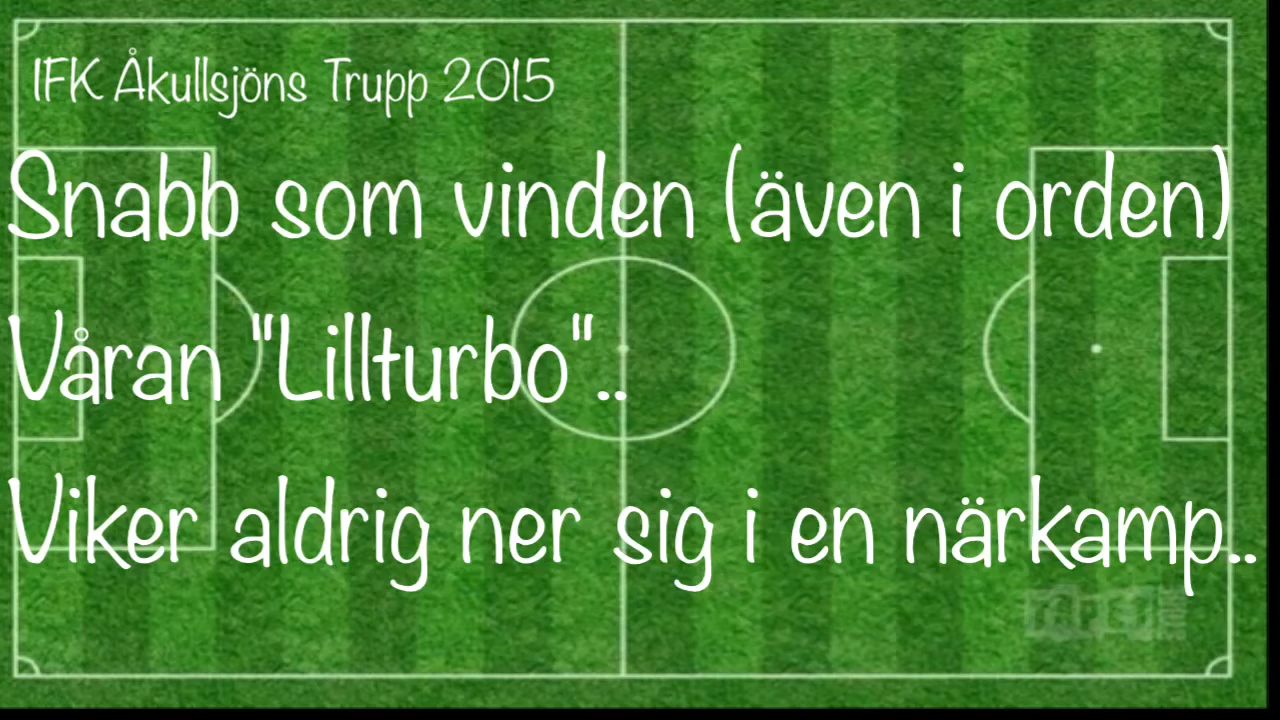 IFK Åkullsjöns Trupp 2015
Snabb som vinden (även i orden)
Våran "Lillturbo"..
Viker aldrig ner sig i en närkamp..